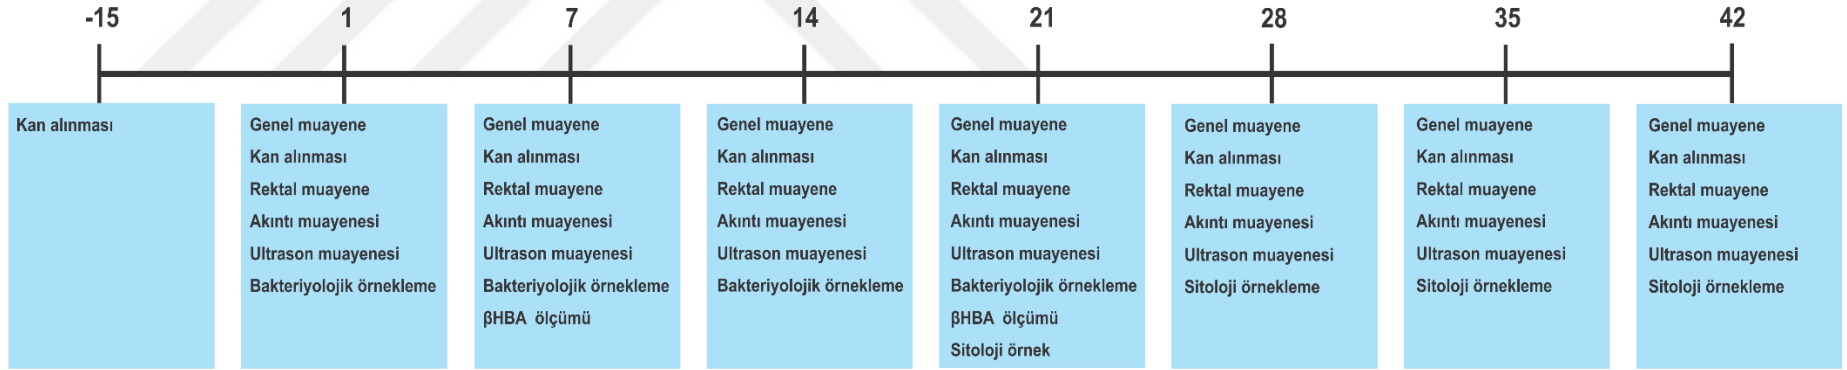 -15 1 7 14 21 28 35 42
Kan alınması
Genel muayene
Kan alınması
Rektal muayene
Akıntı muayenesi
Ultrason muayenesi
Bakteriyolojik örnekleme
Genel muayene
Kan alınması
Rektal muayene
Akıntı muayenesi
Ultrason muayenesi
Bakteriyolojik örnekleme
βHBA ölçümü
Genel muayene
Kan alınması
Rektal muayene
Akıntı muayenesi
Ultrason muayenesi
Bakteriyolojik örnekleme
Genel muayene
Kan alınması
Rektal muayene
Akıntı muayenesi
Ultrason muayenesi
Bakteriyolojik örnekleme
βHBA ölçümü
Sitoloji örnek
Genel muayene
Kan alınması
Rektal muayene
Akıntı muayenesi
Ultrason muayenesi
Sitoloji örnekleme
Genel muayene
Kan alınması
Rektal muayene
Akıntı muayenesi
Ultrason muayenesi
Sitoloji örnekleme
Genel muayene
Kan alınması
Rektal muayene
Akıntı muayenesi
Ultrason muayenesi
Sitoloji örnekleme